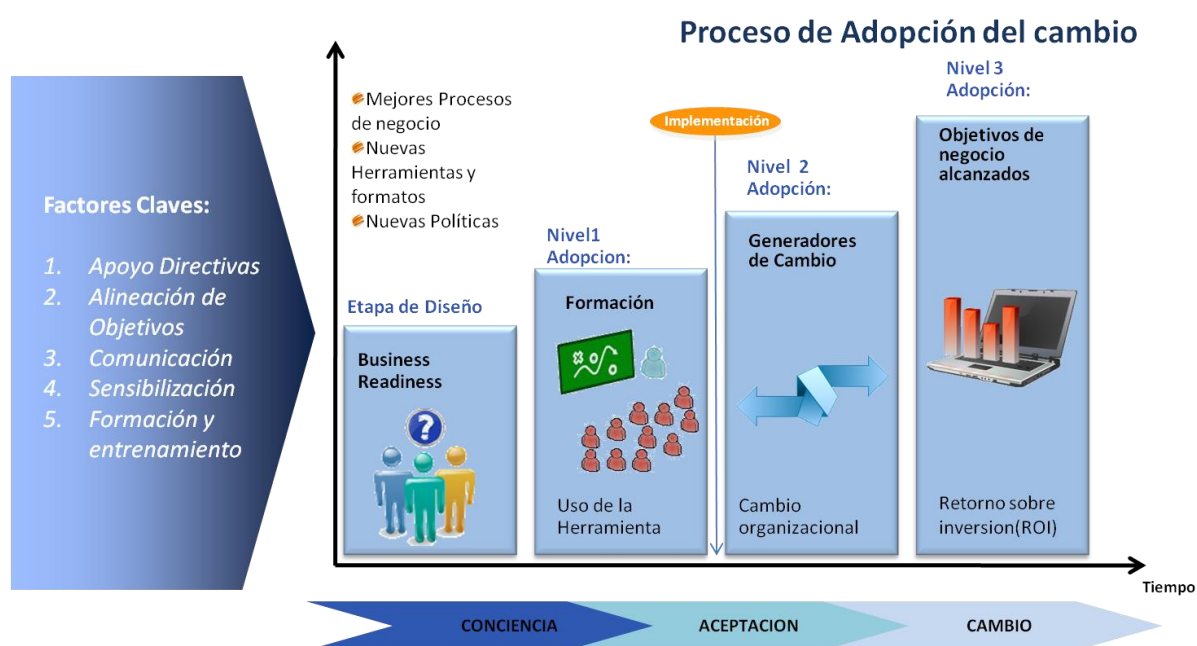 Proceso de Adopción del cambio
Factores Claves:
1. Apoyo Directivas
2. Alineación de
Objetivos
3. Comunicación
4. Sensibilización
5. Formación y
entrenamiento
Mejores Procesos
de negocio
Nuevas
Herramientas y
formatos
Nuevas Políticas
Etapa de Diseño
Business
Readiness
?
Nivel1
Adopcion:
Formación
Uso de la
Herramienta
Implementación
Nivel 2
Adopción:
Generadores
de Cambio
Cambio
organizacional
Nivel 3
Adopción:
Objetivos de
negocio
alcanzados
Retorno sobre
inversion(ROI)
Tiempo
CONCIENCIA
ACEPTACION
CAMBIO